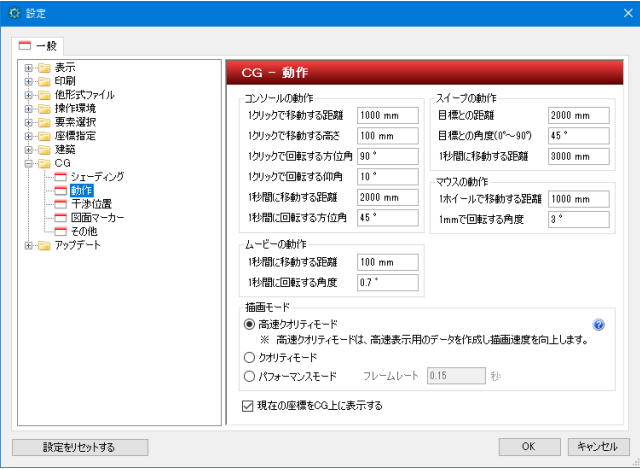 設定
一般
表示
印刷
他形式ファイル
操作環境
要素選択
座標指定
建築
CG
シェーディング
動作
干渉位置
図面マーカー
その他
アップデート
CG － 動作
コンソールの動作
1クリックで移動する距離 1000 mm
1クリックで移動する高さ 100 mm
1クリックで回転する方位角 90 °
1クリックで回転する仰角 10 °
1秒間に移動する距離 2000 mm
1秒間に回転する方位角 45 °
スイープの動作
目標との距離 2000 mm
目標との角度(0°～90°) 45 °
1秒間に移動する距離 3000 mm
マウスの動作
1ホイールで移動する距離 1000 mm
1mmで回転する角度 3 °
ムービーの動作
1秒間に移動する距離 100 mm
1秒間に回転する角度 0.7 °
描画モード
高速クオリティモード
※ 高速クオリティモードは、高速表示用のデータを作成し描画速度を向上します。
クオリティモード
パフォーマンスモード フレームレート 0.15 秒
現在の座標をCG上に表示する
設定をリセットする OK キャンセル